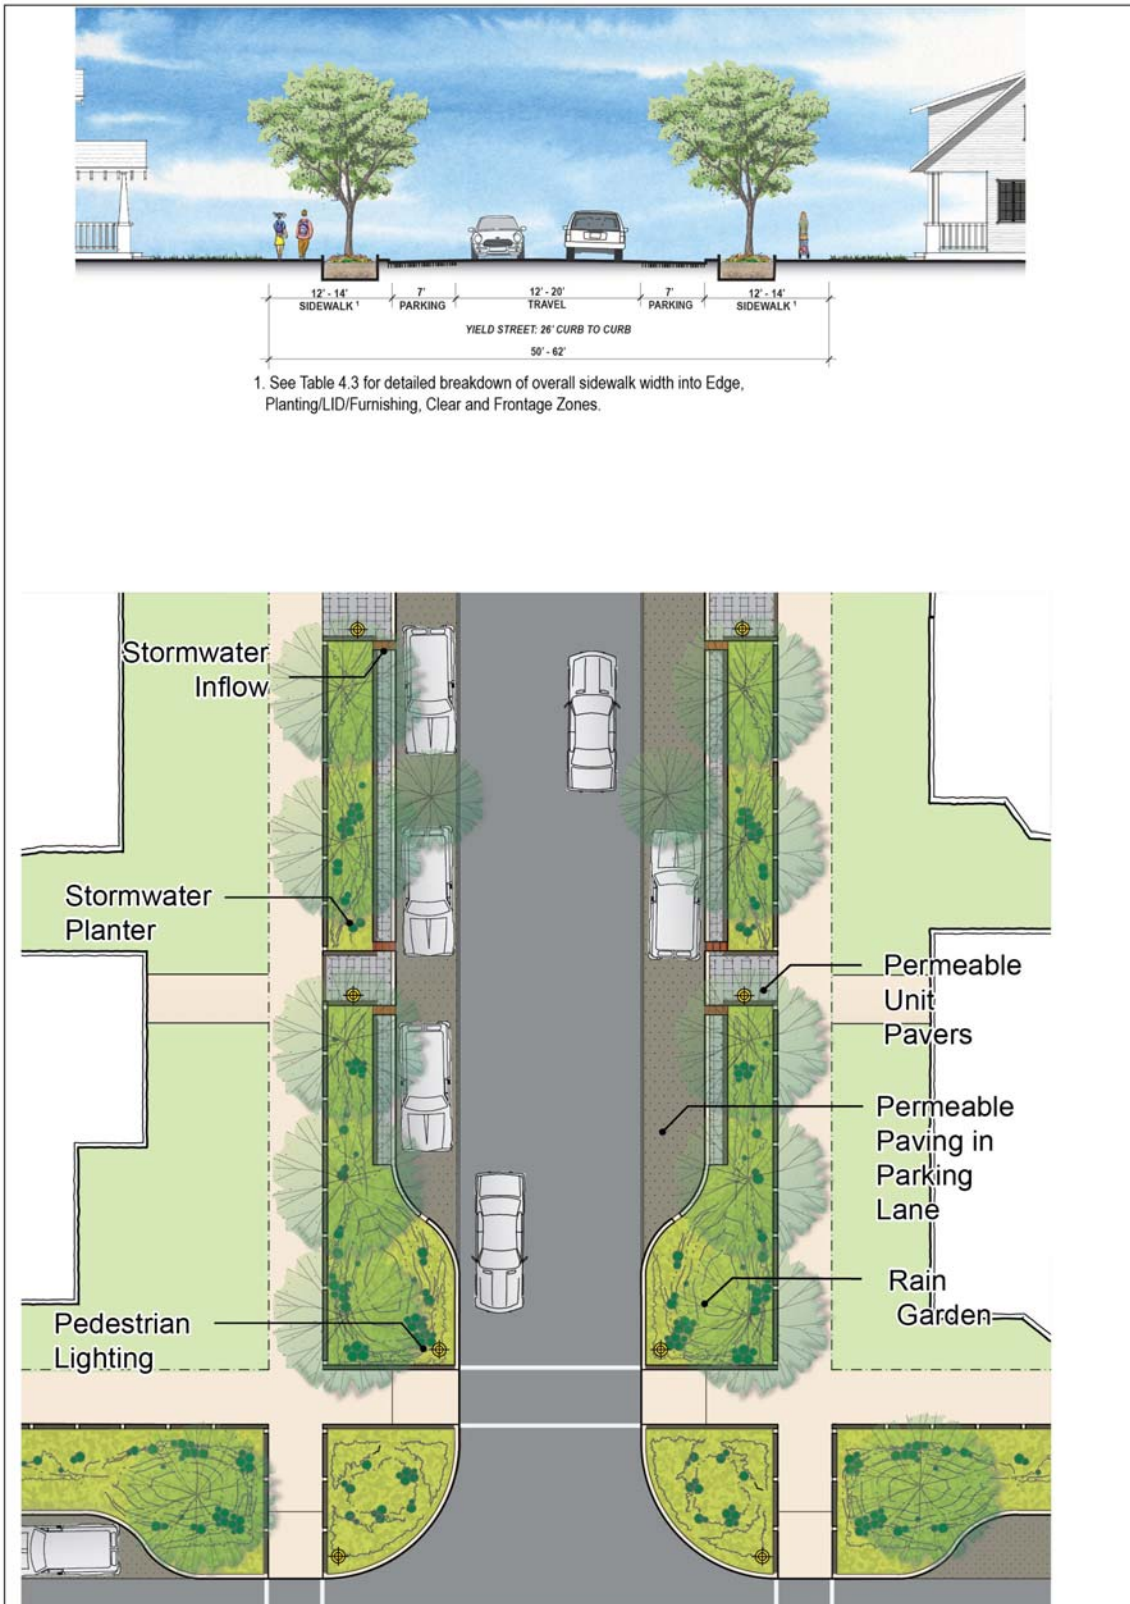 12' - 14' 7' 12' - 20' 7' 12' - 14'
SIDEWALK ¹ PARKING TRAVEL PARKING SIDEWALK ¹
YIELD STREET: 26' CURB TO CURB
50' - 62'
1. See Table 4.3 for detailed breakdown of overall sidewalk width into Edge,
Planting/LID/Furnishing, Clear and Frontage Zones.
Stormwater
Inflow
Stormwater
Planter
Permeable
Unit
Pavers
Permeable
Paving in
Parking
Lane
Rain
Garden
Pedestrian
Lighting